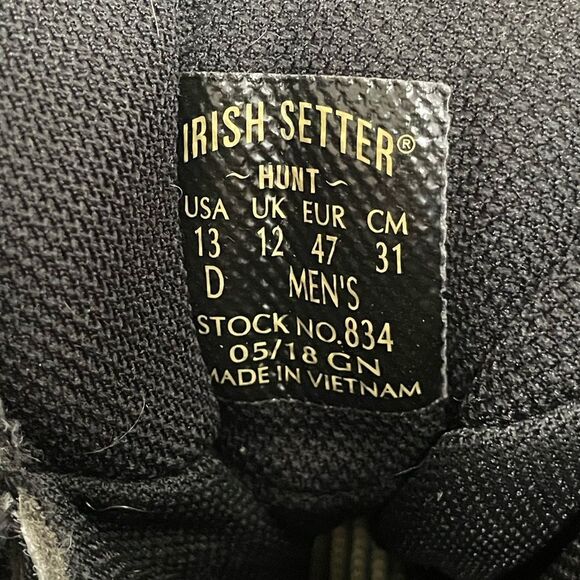 IRISH SETTER®
~ HUNT ~
USA UK EUR CM
13 12 47 31
D MEN'S
STOCK NO. 834
05/18 GN
MADE IN VIETNAM